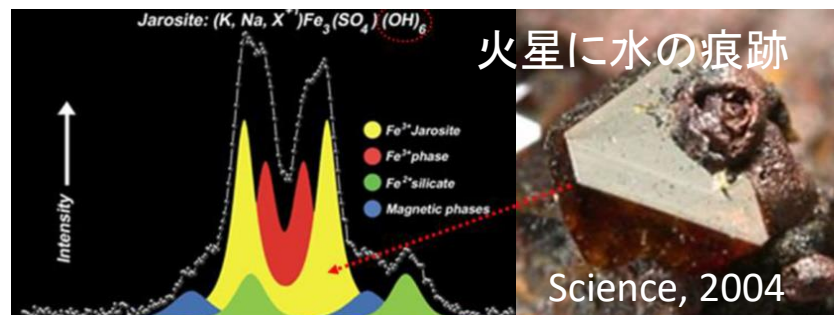 Jarosite: (K, Na, X⁺¹)Fe₃(SO₄)(OH)₆
火星に水の痕跡
Intensity
Fe³⁺Jarosite
Fe³⁺phase
Fe²⁺silicate
Magnetic phases
Science, 2004